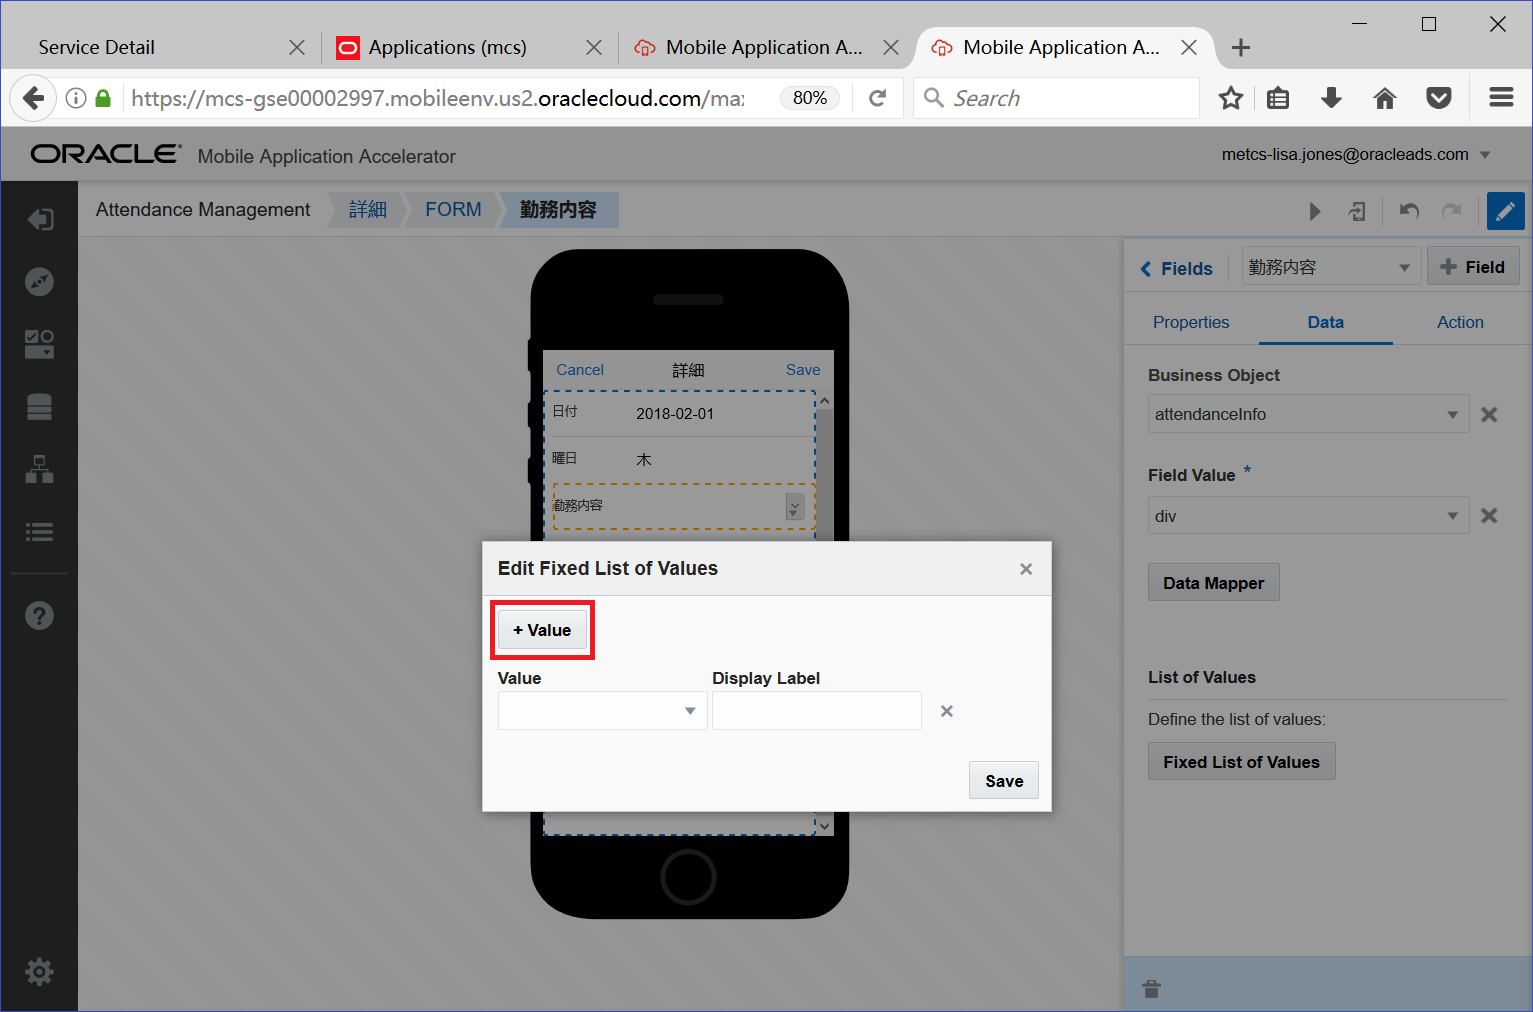 Service Detail
Applications (mcs)
Mobile Application A...
Mobile Application A...
https://mcs-gse00002997.mobileenv.us2.oraclecloud.com/max
80%
Search
ORACLE Mobile Application Accelerator
metcs-lisa.jones@oracleads.com
Attendance Management
詳細
FORM
勤務内容
Fields
勤務内容
+ Field
Properties
Data
Action
Business Object
attendanceInfo
Field Value *
div
Data Mapper
List of Values
Define the list of values:
Fixed List of Values
Cancel
詳細
Save
日付
2018-02-01
曜日
木
勤務内容
Edit Fixed List of Values
+ Value
Value
Display Label
Save